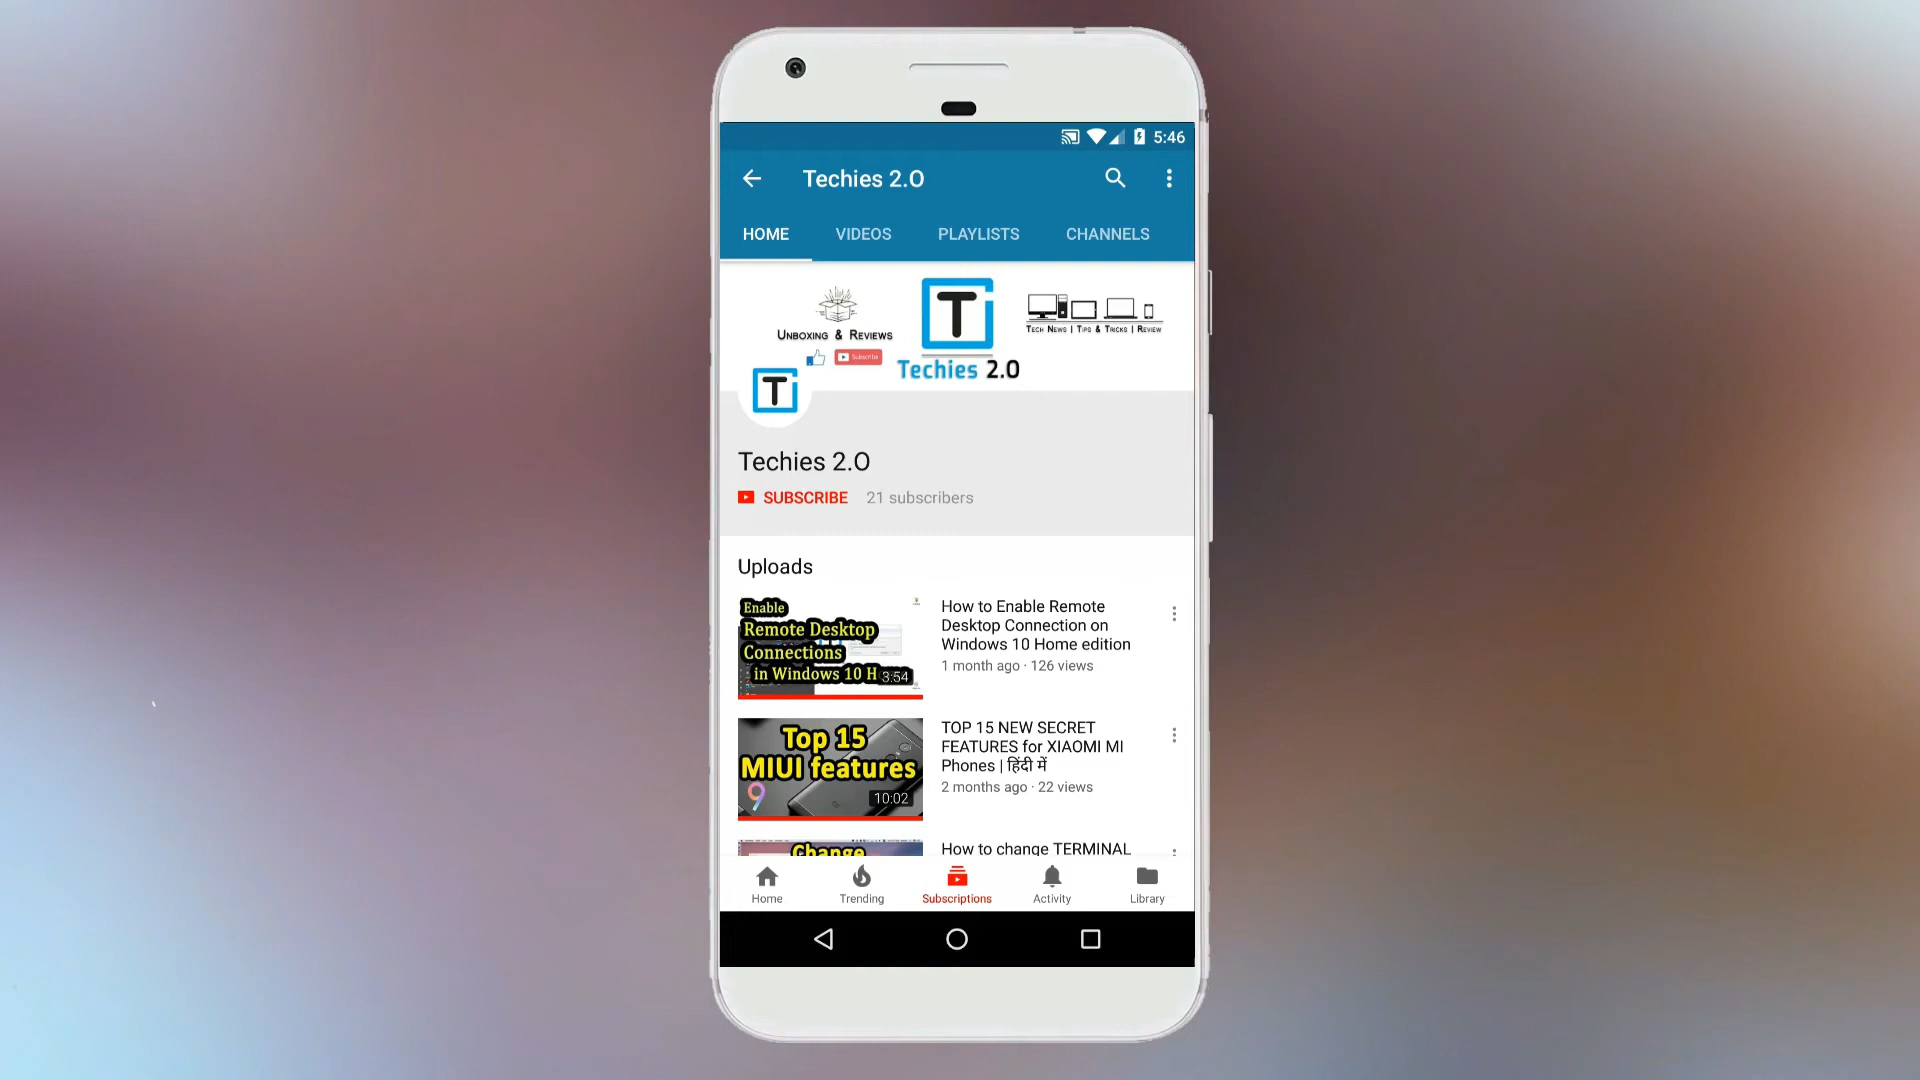 5:46
Techies 2.O
HOME VIDEOS PLAYLISTS CHANNELS
T
UNBOXING & REVIEWS
Subscribe
TECH NEWS | TIPS & TRICKS | REVIEW
Techies 2.O
T
Techies 2.O
SUBSCRIBE 21 subscribers
Uploads
Enable
Remote Desktop
Connections
in Windows 10 H
3:54
How to Enable Remote
Desktop Connection on
Windows 10 Home edition
1 month ago · 126 views
Top 15
MIUI features
9
10:02
TOP 15 NEW SECRET
FEATURES for XIAOMI MI
Phones | हिंदी में
2 months ago · 22 views
Change
How to change TERMINAL
Home Trending Subscriptions Activity Library